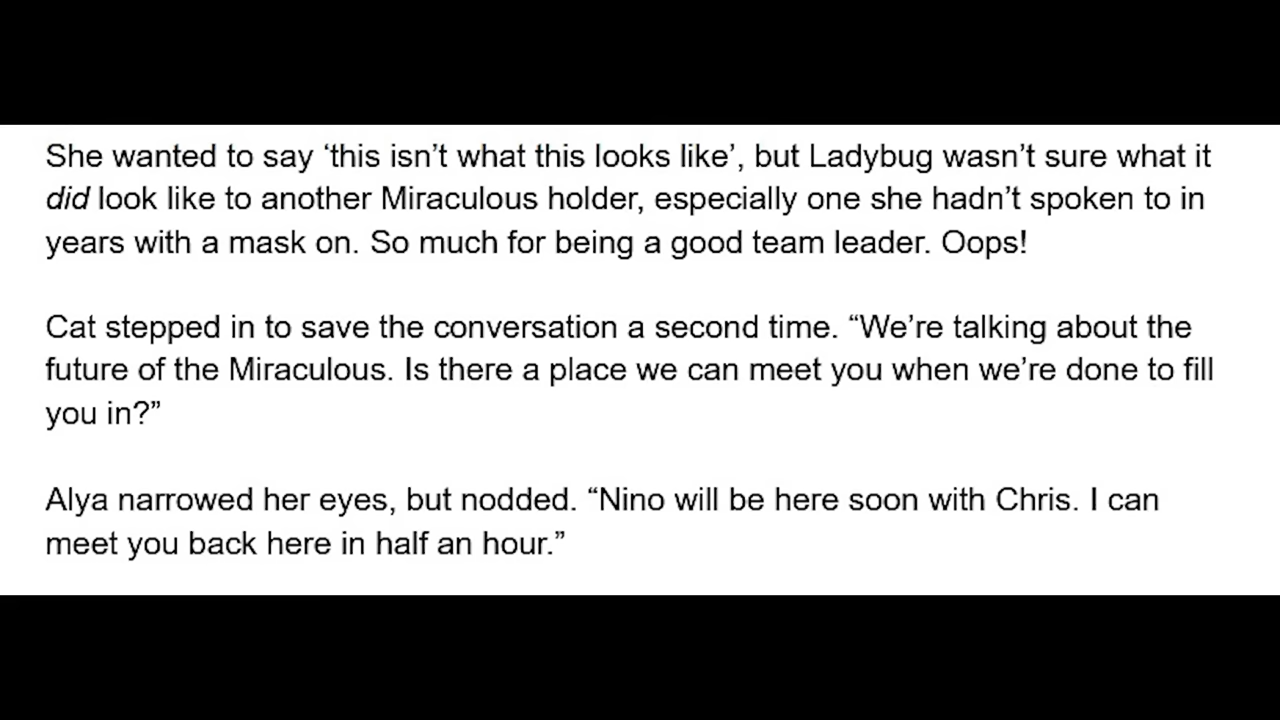 She wanted to say ‘this isn’t what this looks like’, but Ladybug wasn’t sure what it
did look like to another Miraculous holder, especially one she hadn’t spoken to in
years with a mask on. So much for being a good team leader. Oops!
Cat stepped in to save the conversation a second time. “We’re talking about the
future of the Miraculous. Is there a place we can meet you when we’re done to fill
you in?”
Alya narrowed her eyes, but nodded. “Nino will be here soon with Chris. I can
meet you back here in half an hour.”